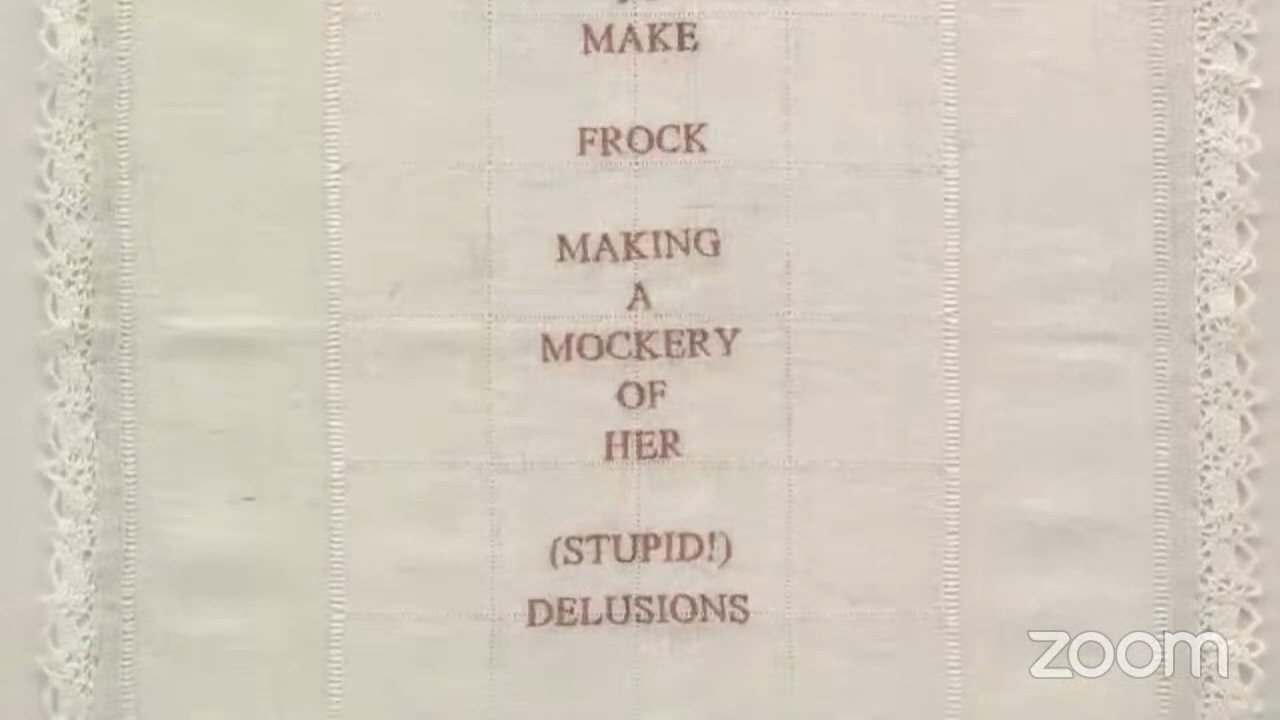 MAKE
FROCK
MAKING
A
MOCKERY
OF
HER
(STUPID!)
DELUSIONS
zoom